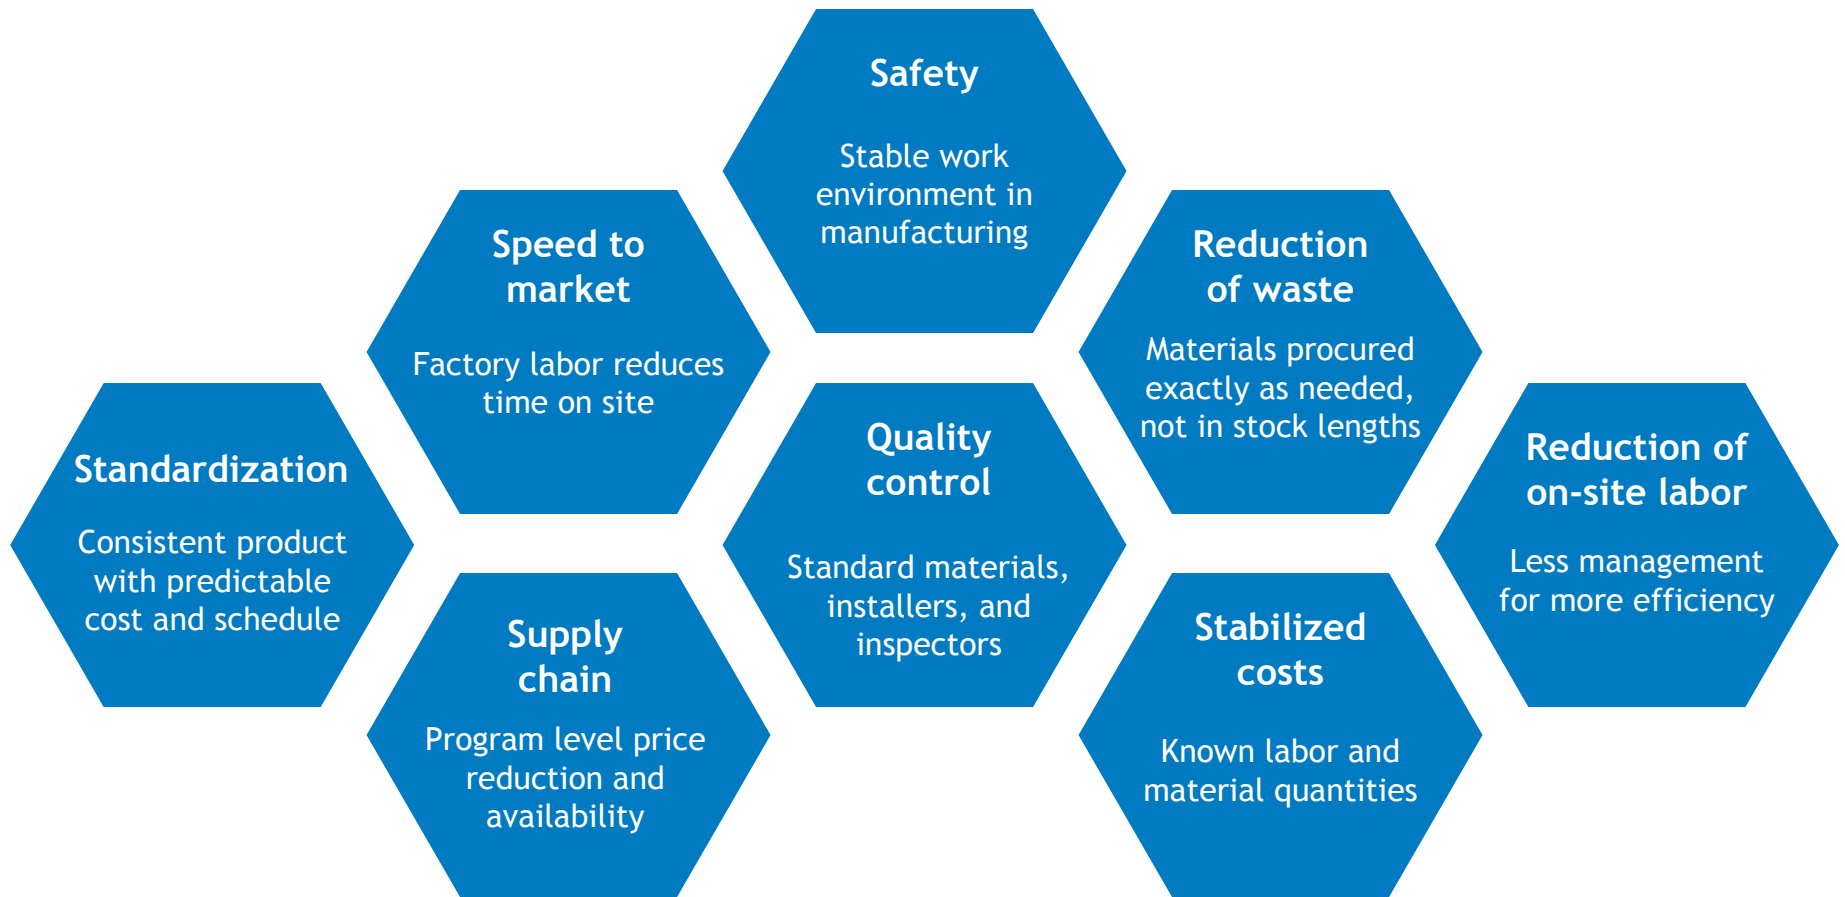 Safety
Stable work
environment in
manufacturing
Speed to
market
Factory labor reduces
time on site
Reduction
of waste
Materials procured
exactly as needed,
not in stock lengths
Standardization
Consistent product
with predictable
cost and schedule
Quality
control
Standard materials,
installers, and
inspectors
Reduction of
on-site labor
Less management
for more efficiency
Supply
chain
Program level price
reduction and
availability
Stabilized
costs
Known labor and
material quantities